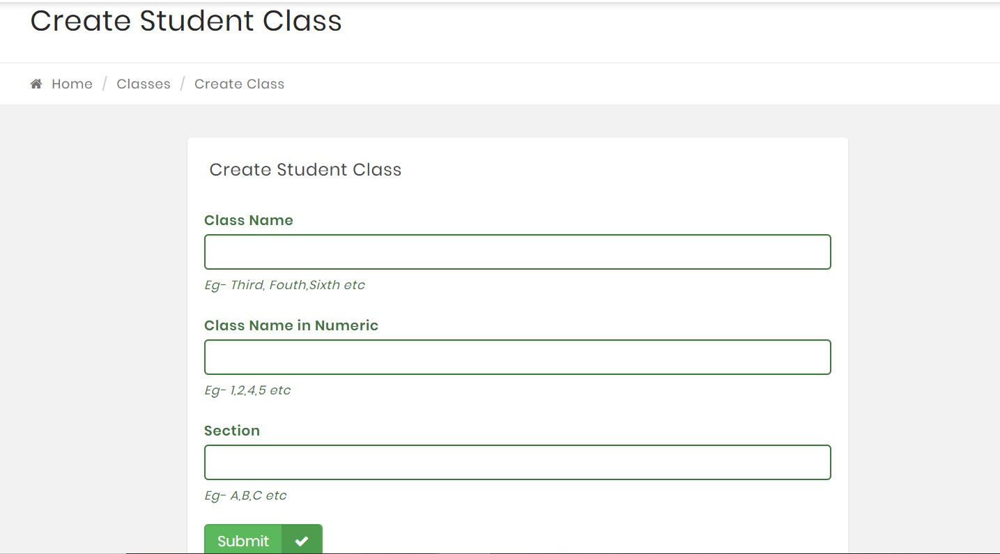 Create Student Class
Home / Classes / Create Class
Create Student Class
Class Name
Eg- Third, Fouth,Sixth etc
Class Name in Numeric
Eg- 1,2,4,5 etc
Section
Eg- A,B,C etc
Submit